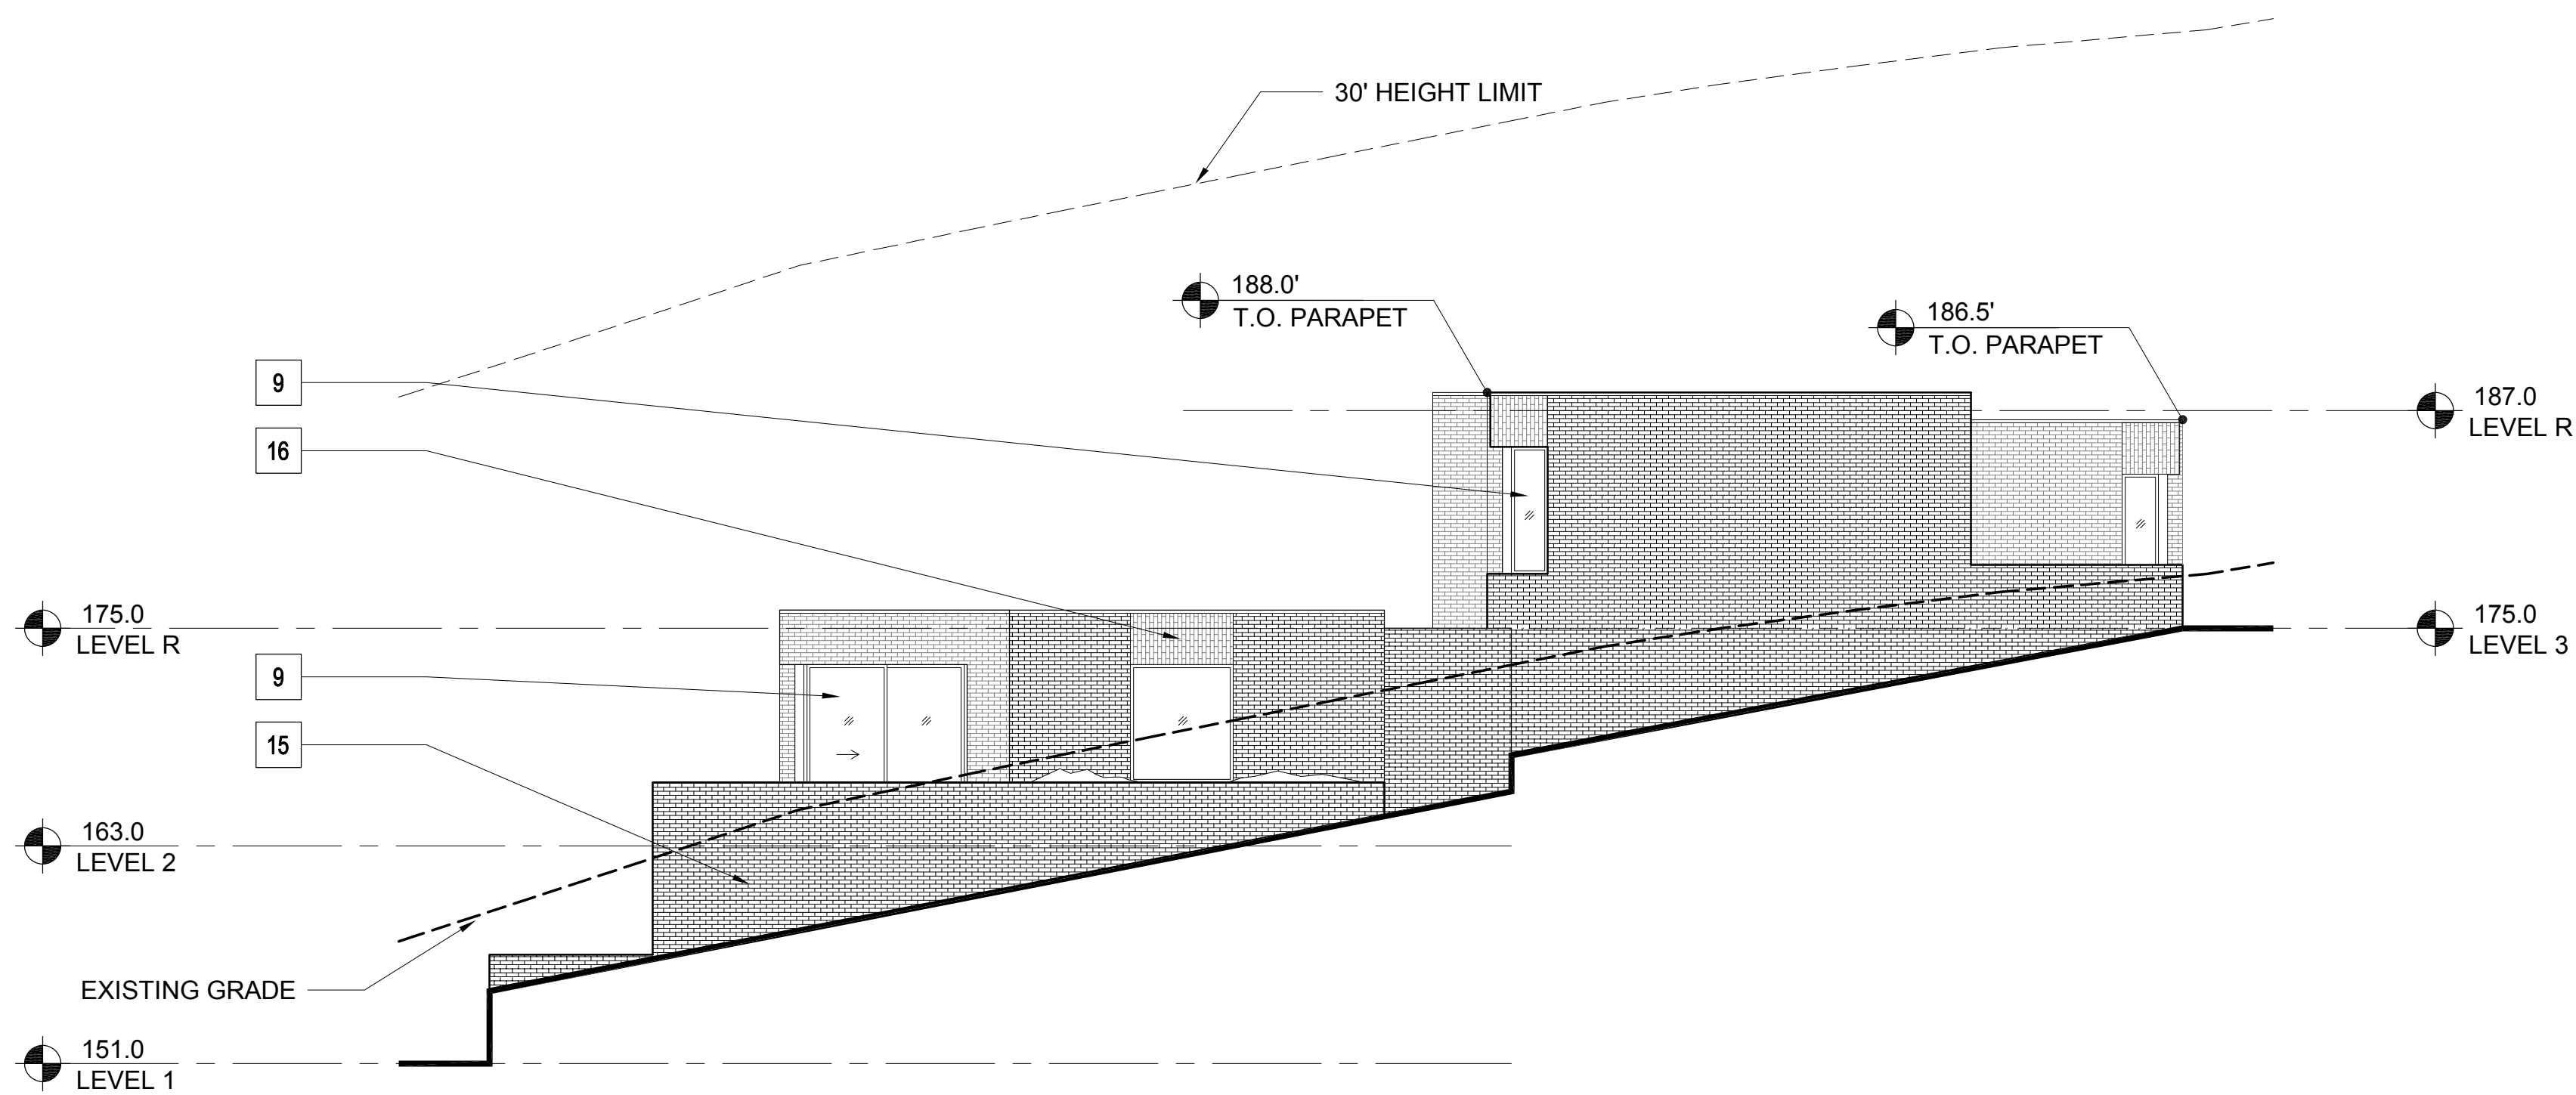 30' HEIGHT LIMIT
188.0'
T.O. PARAPET
186.5'
T.O. PARAPET
9
16
187.0
LEVEL R
175.0
LEVEL R
175.0
LEVEL 3
9
15
163.0
LEVEL 2
EXISTING GRADE
151.0
LEVEL 1